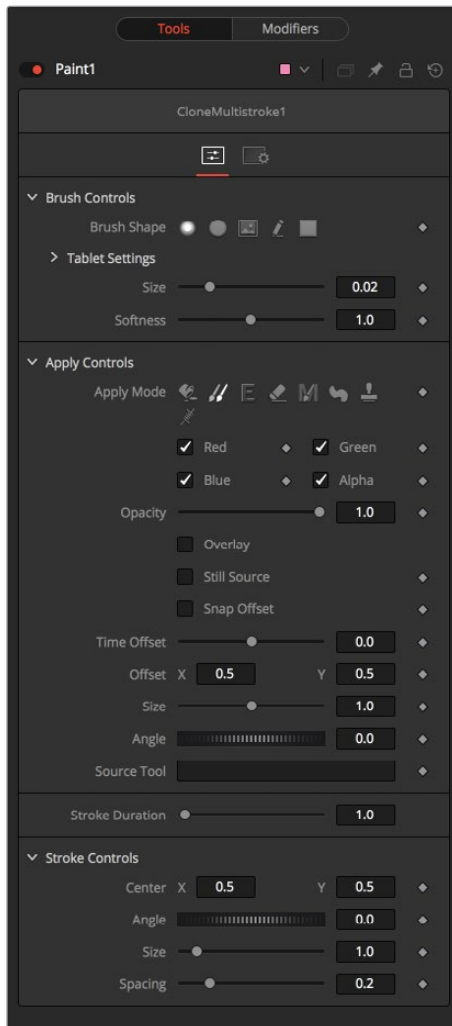 Tools Modifiers
Paint1
CloneMultistroke1
Brush Controls
Brush Shape
Tablet Settings
Size 0.02
Softness 1.0
Apply Controls
Apply Mode
Red Green
Blue Alpha
Opacity 1.0
Overlay
Still Source
Snap Offset
Time Offset 0.0
Offset X 0.5 Y 0.5
Size 1.0
Angle 0.0
Source Tool
Stroke Duration 1.0
Stroke Controls
Center X 0.5 Y 0.5
Angle 0.0
Size 1.0
Spacing 0.2